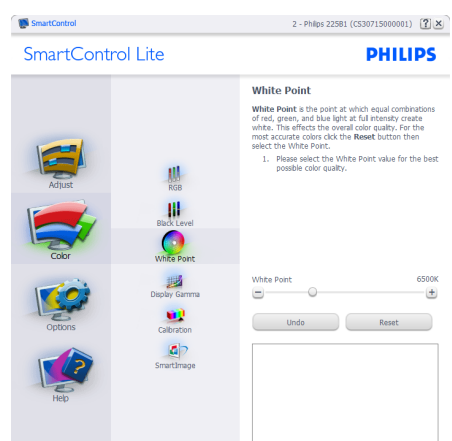 SmartControl
2 - Philips 225B1 (CS30715000001)
SmartControl Lite
PHILIPS
Adjust
Color
Options
Help
RGB
Black Level
White Point
Display Gamma
Calibration
SmartImage
White Point
White Point is the point at which equal combinations
of red, green, and blue light at full intensity create
white. This effects the overall color quality. For the
most accurate colors click the Reset button then
select the White Point.
1. Please select the White Point value for the best
possible color quality.
White Point 6500K
Undo Reset